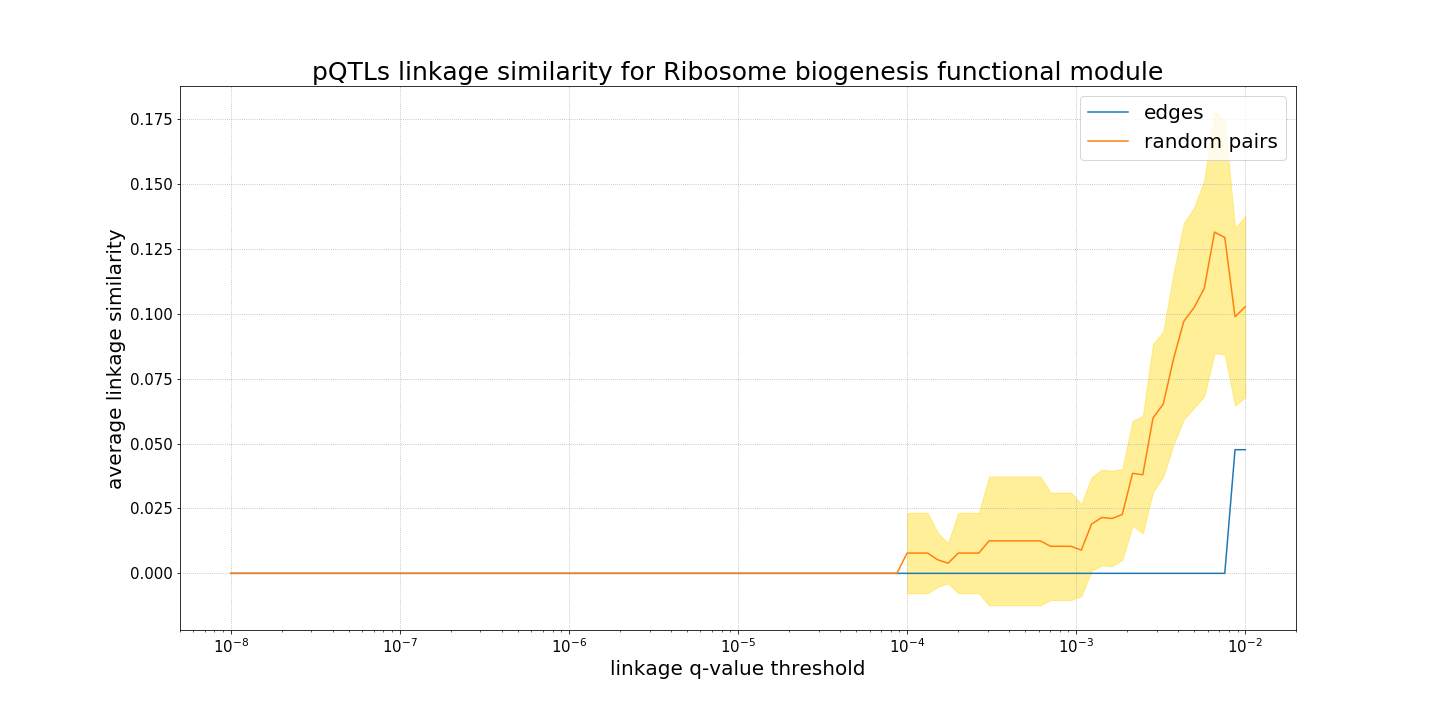 pQTLs linkage similarity for Ribosome biogenesis functional module
edges
random pairs
average linkage similarity
0.175
0.150
0.125
0.100
0.075
0.050
0.025
0.000
10⁻⁸ 10⁻⁷ 10⁻⁶ 10⁻⁵ 10⁻⁴ 10⁻³ 10⁻²
linkage q-value threshold